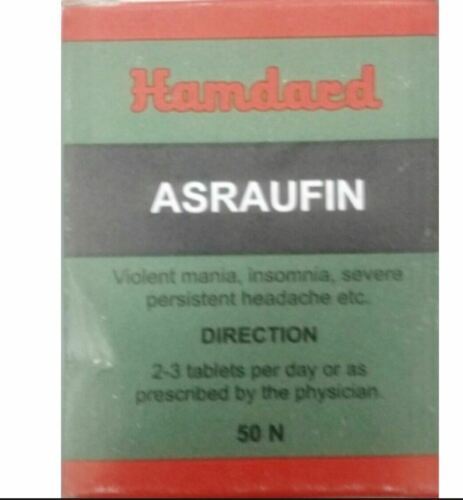 Hamdard
ASRAUFIN
Violent mania, insomnia, severe
persistent headache etc.
DIRECTION
2-3 tablets per day or as
prescribed by the physician.
50 N